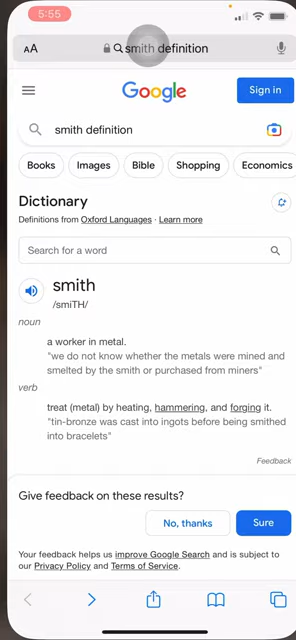 5:55
AA
smith definition
Google
Sign in
smith definition
Books
Images
Bible
Shopping
Economics
Dictionary
Definitions from Oxford Languages · Learn more
Search for a word
smith
/smiTH/
noun
a worker in metal.
"we do not know whether the metals were mined and
smelted by the smith or purchased from miners"
verb
treat (metal) by heating, hammering, and forging it.
"tin-bronze was cast into ingots before being smithed
into bracelets"
Feedback
Give feedback on these results?
No, thanks
Sure
Your feedback helps us improve Google Search and is subject to
our Privacy Policy and Terms of Service.